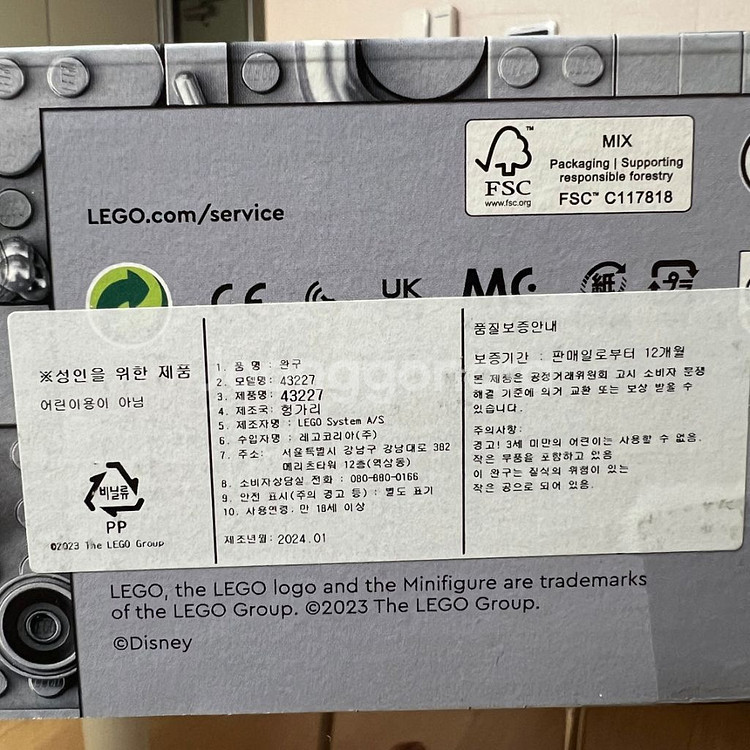 LEGO.com/service
FSC
www.fsc.org
MIX
Packaging | Supporting
responsible forestry
FSC™ C117818
UK
紙
プラ
※성인을 위한 제품
어린이용이 아님
비닐류
PP
©2023 The LEGO Group
1. 품 명 : 완구
2. 모델명: 43227
3. 제품명: 43227
4. 제조국: 헝가리
5. 제조자명 : LEGO System A/S
6. 수입자명 : 레고코리아(주)
7. 주소: 서울특별시 강남구 강남대로 382
메리츠타워 12층(역삼동)
8. 소비자상담실 전화 : 080-680-0166
9. 안전 표시(주의 경고 등) : 별도 표기
10. 사용연령: 만 18세 이상
제조년월: 2024.01
품질보증안내
보증기간 : 판매일로부터 12개월
본 제품은 공정거래위원회 고시 소비자 분쟁
해결 기준에 의거 교환 또는 보상 받을 수
있습니다.
주의사항:
경고! 3세 미만의 어린이는 사용할 수 없음.
작은 부품을 포함하고 있음
이 완구는 질식의 위험이 있는
작은 공으로 되어 있음.
LEGO, the LEGO logo and the Minifigure are trademarks
of the LEGO Group. ©2023 The LEGO Group.
©Disney